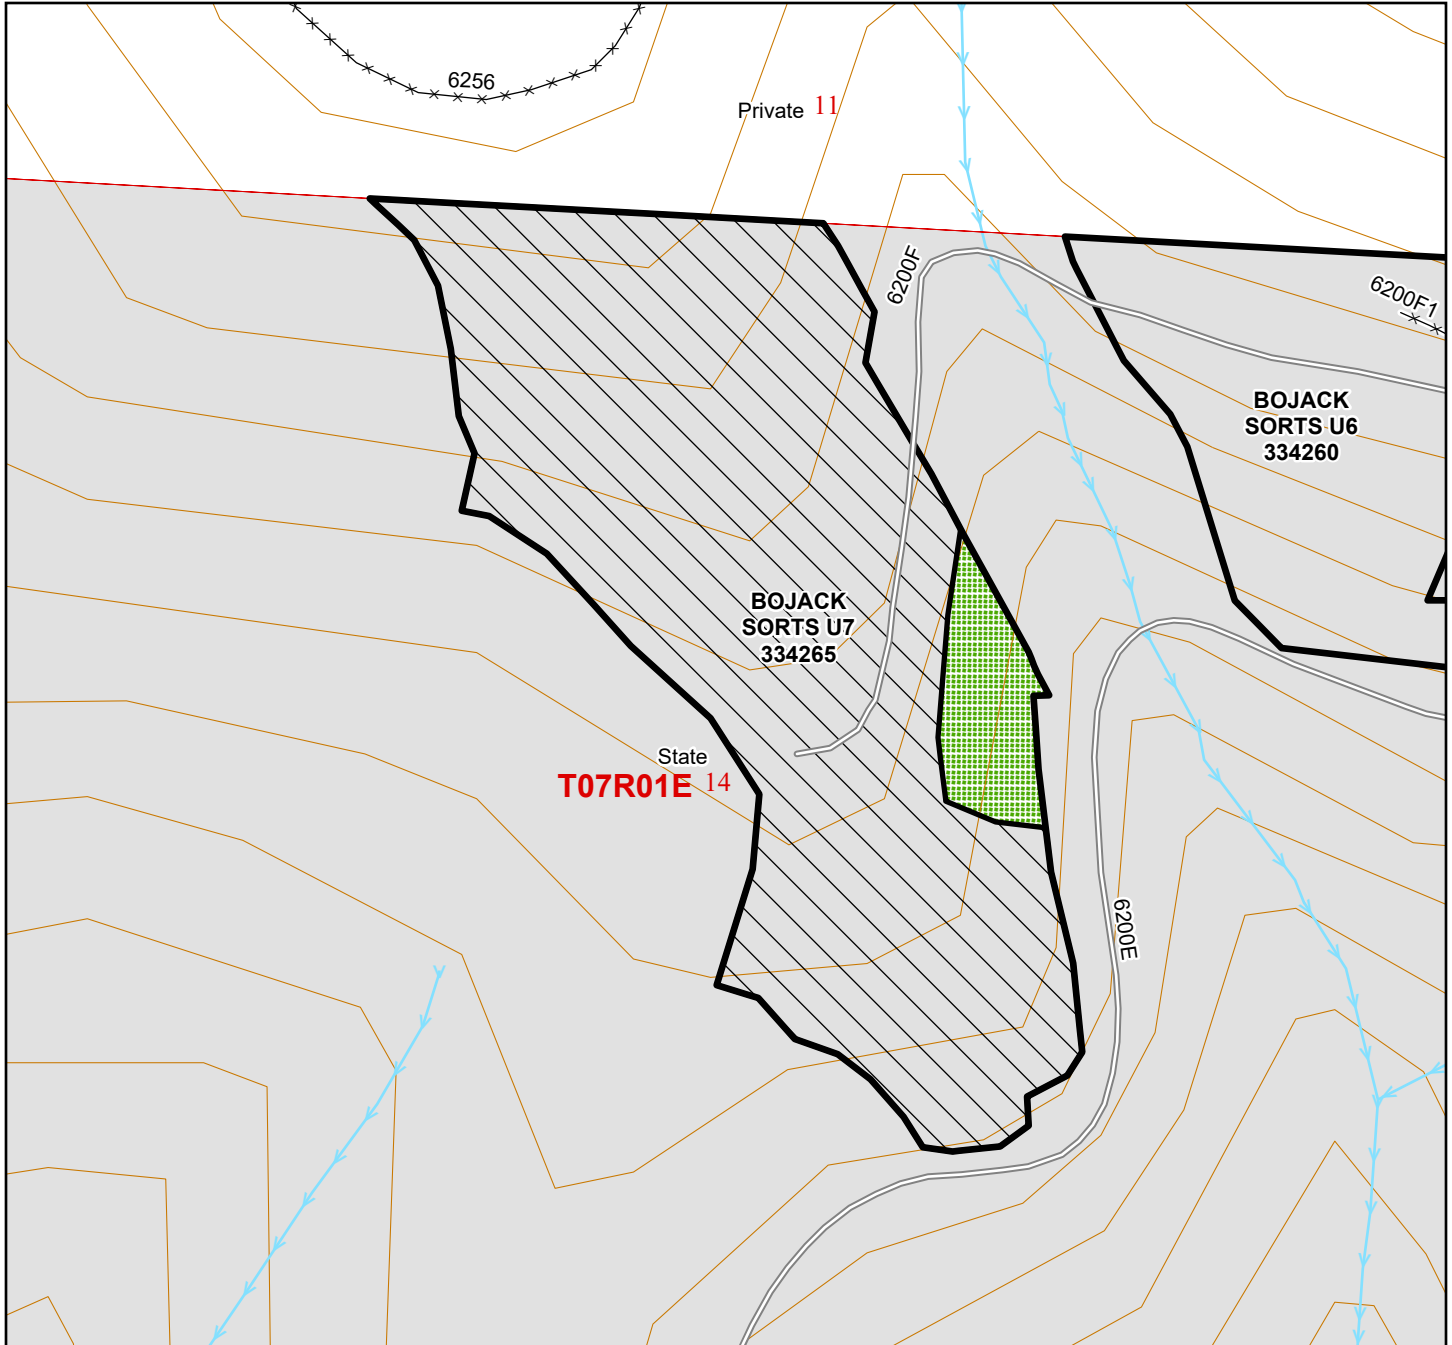 6256
Private 11
6200F
6200F1
BOJACK
SORTS U6
334260
BOJACK
SORTS U7
334265
State
T07R01E 14
6200E